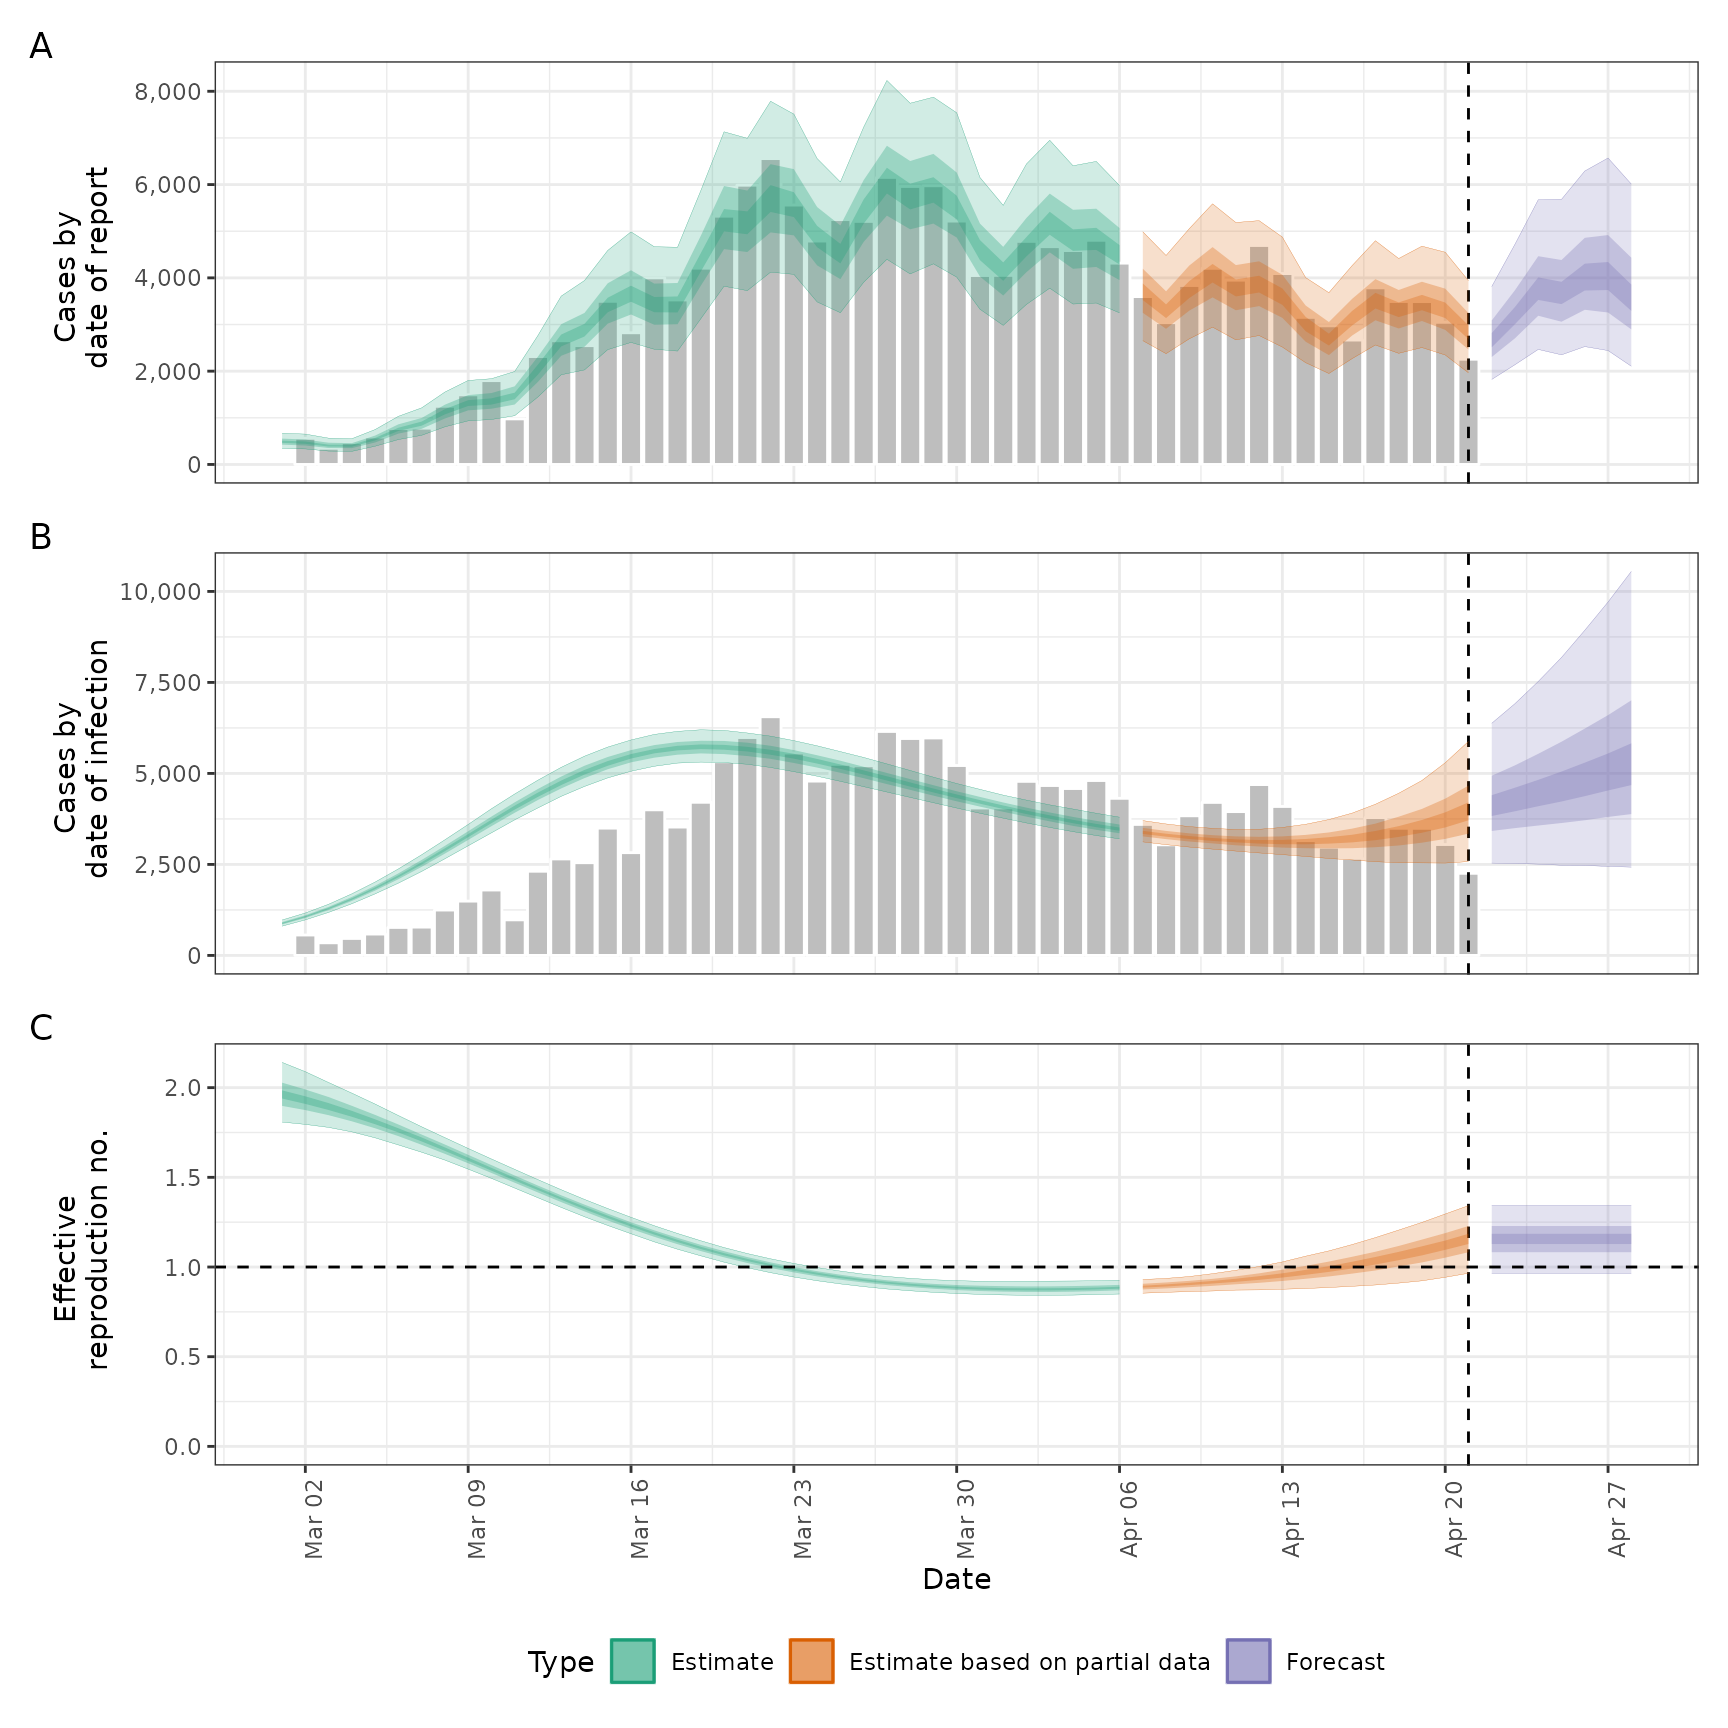 A
8,000
6,000
4,000
2,000
0
Cases by
date of report
B
10,000
7,500
5,000
2,500
0
Cases by
date of infection
C
2.0
1.5
1.0
0.5
0.0
Effective
reproduction no.
Mar 02
Mar 09
Mar 16
Mar 23
Mar 30
Apr 06
Apr 13
Apr 20
Apr 27
Date
Type
Estimate
Estimate based on partial data
Forecast